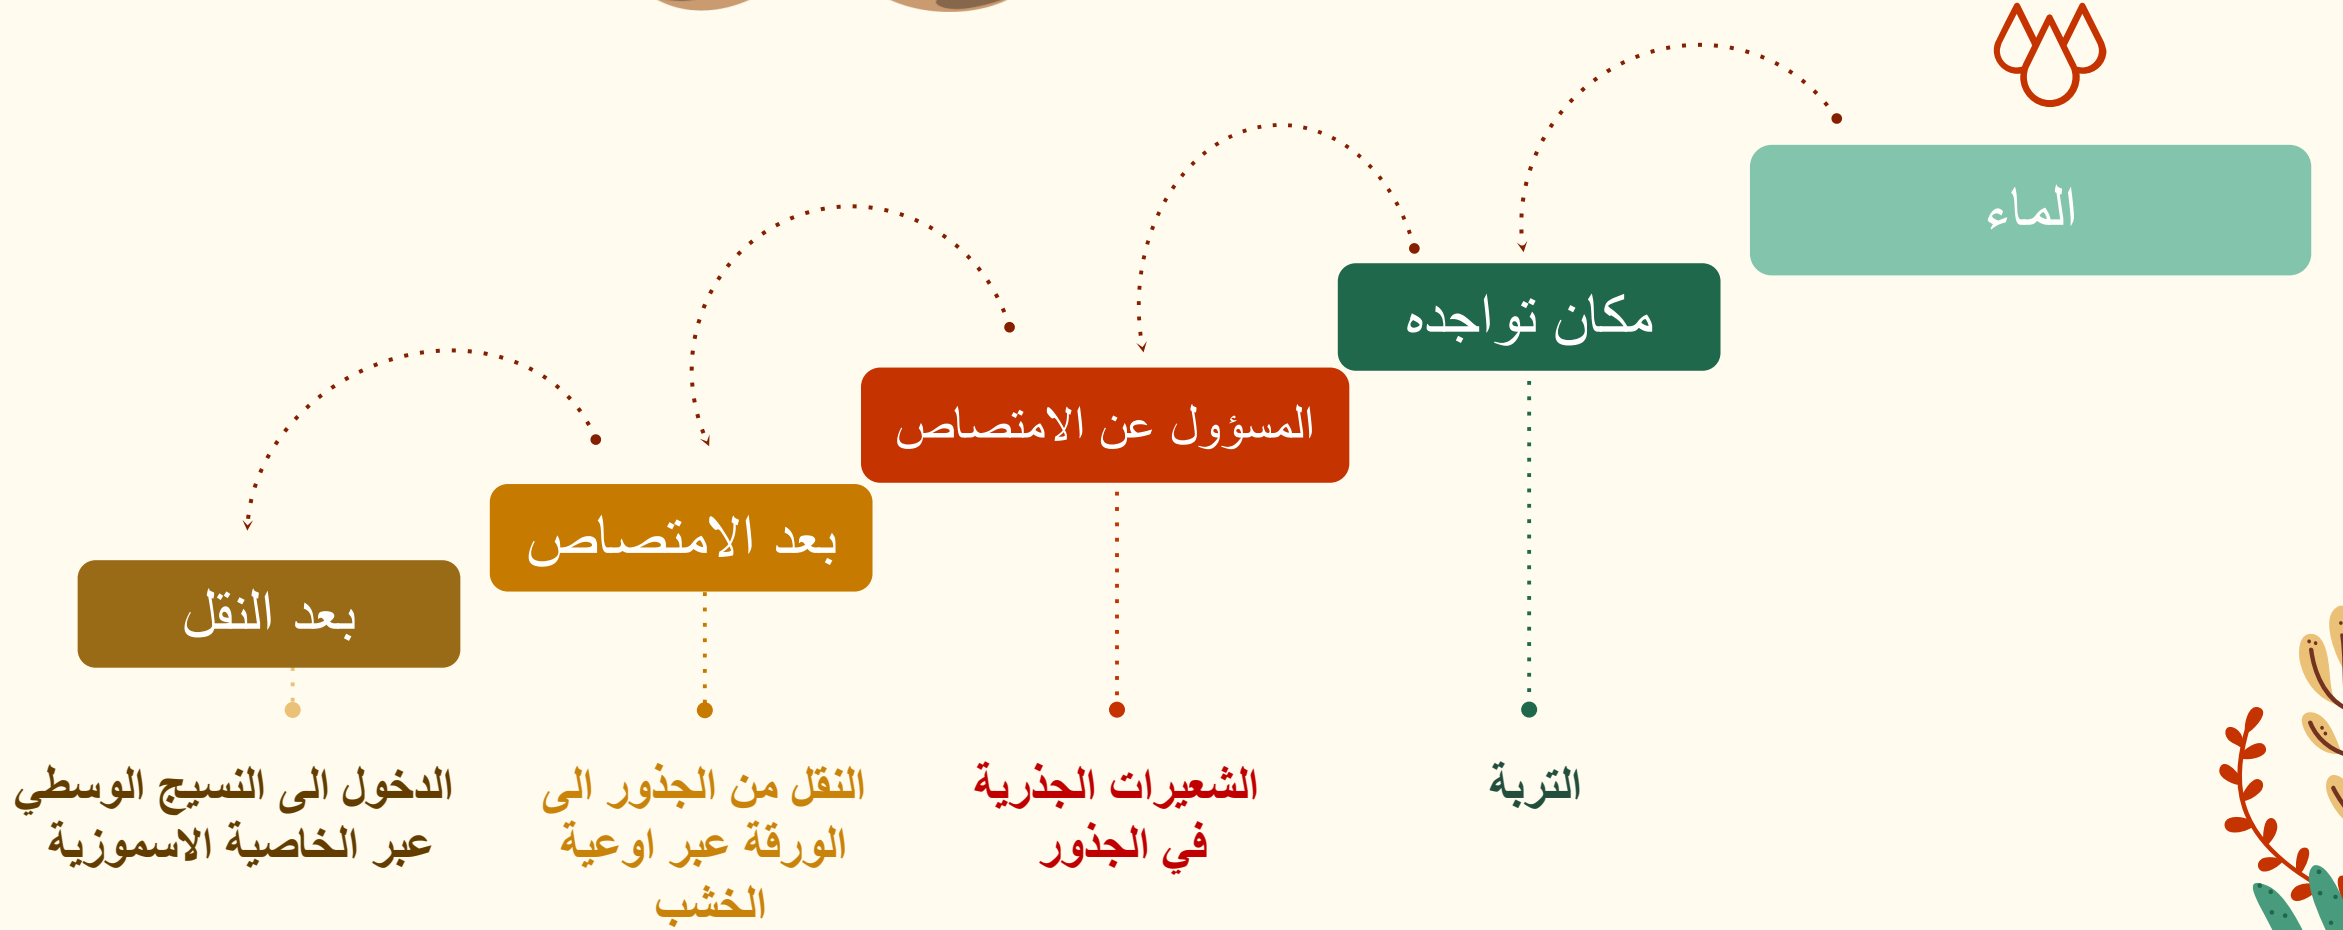 الماء
مكان تواجده
المسؤول عن الامتصاص
بعد الامتصاص
بعد النقل
التربة
الشعيرات الجذرية
في الجذور
النقل من الجذور الى
الورقة عبر اوعية
الخشب
الدخول الى النسيج الوسطي
عبر الخاصية الاسموزية